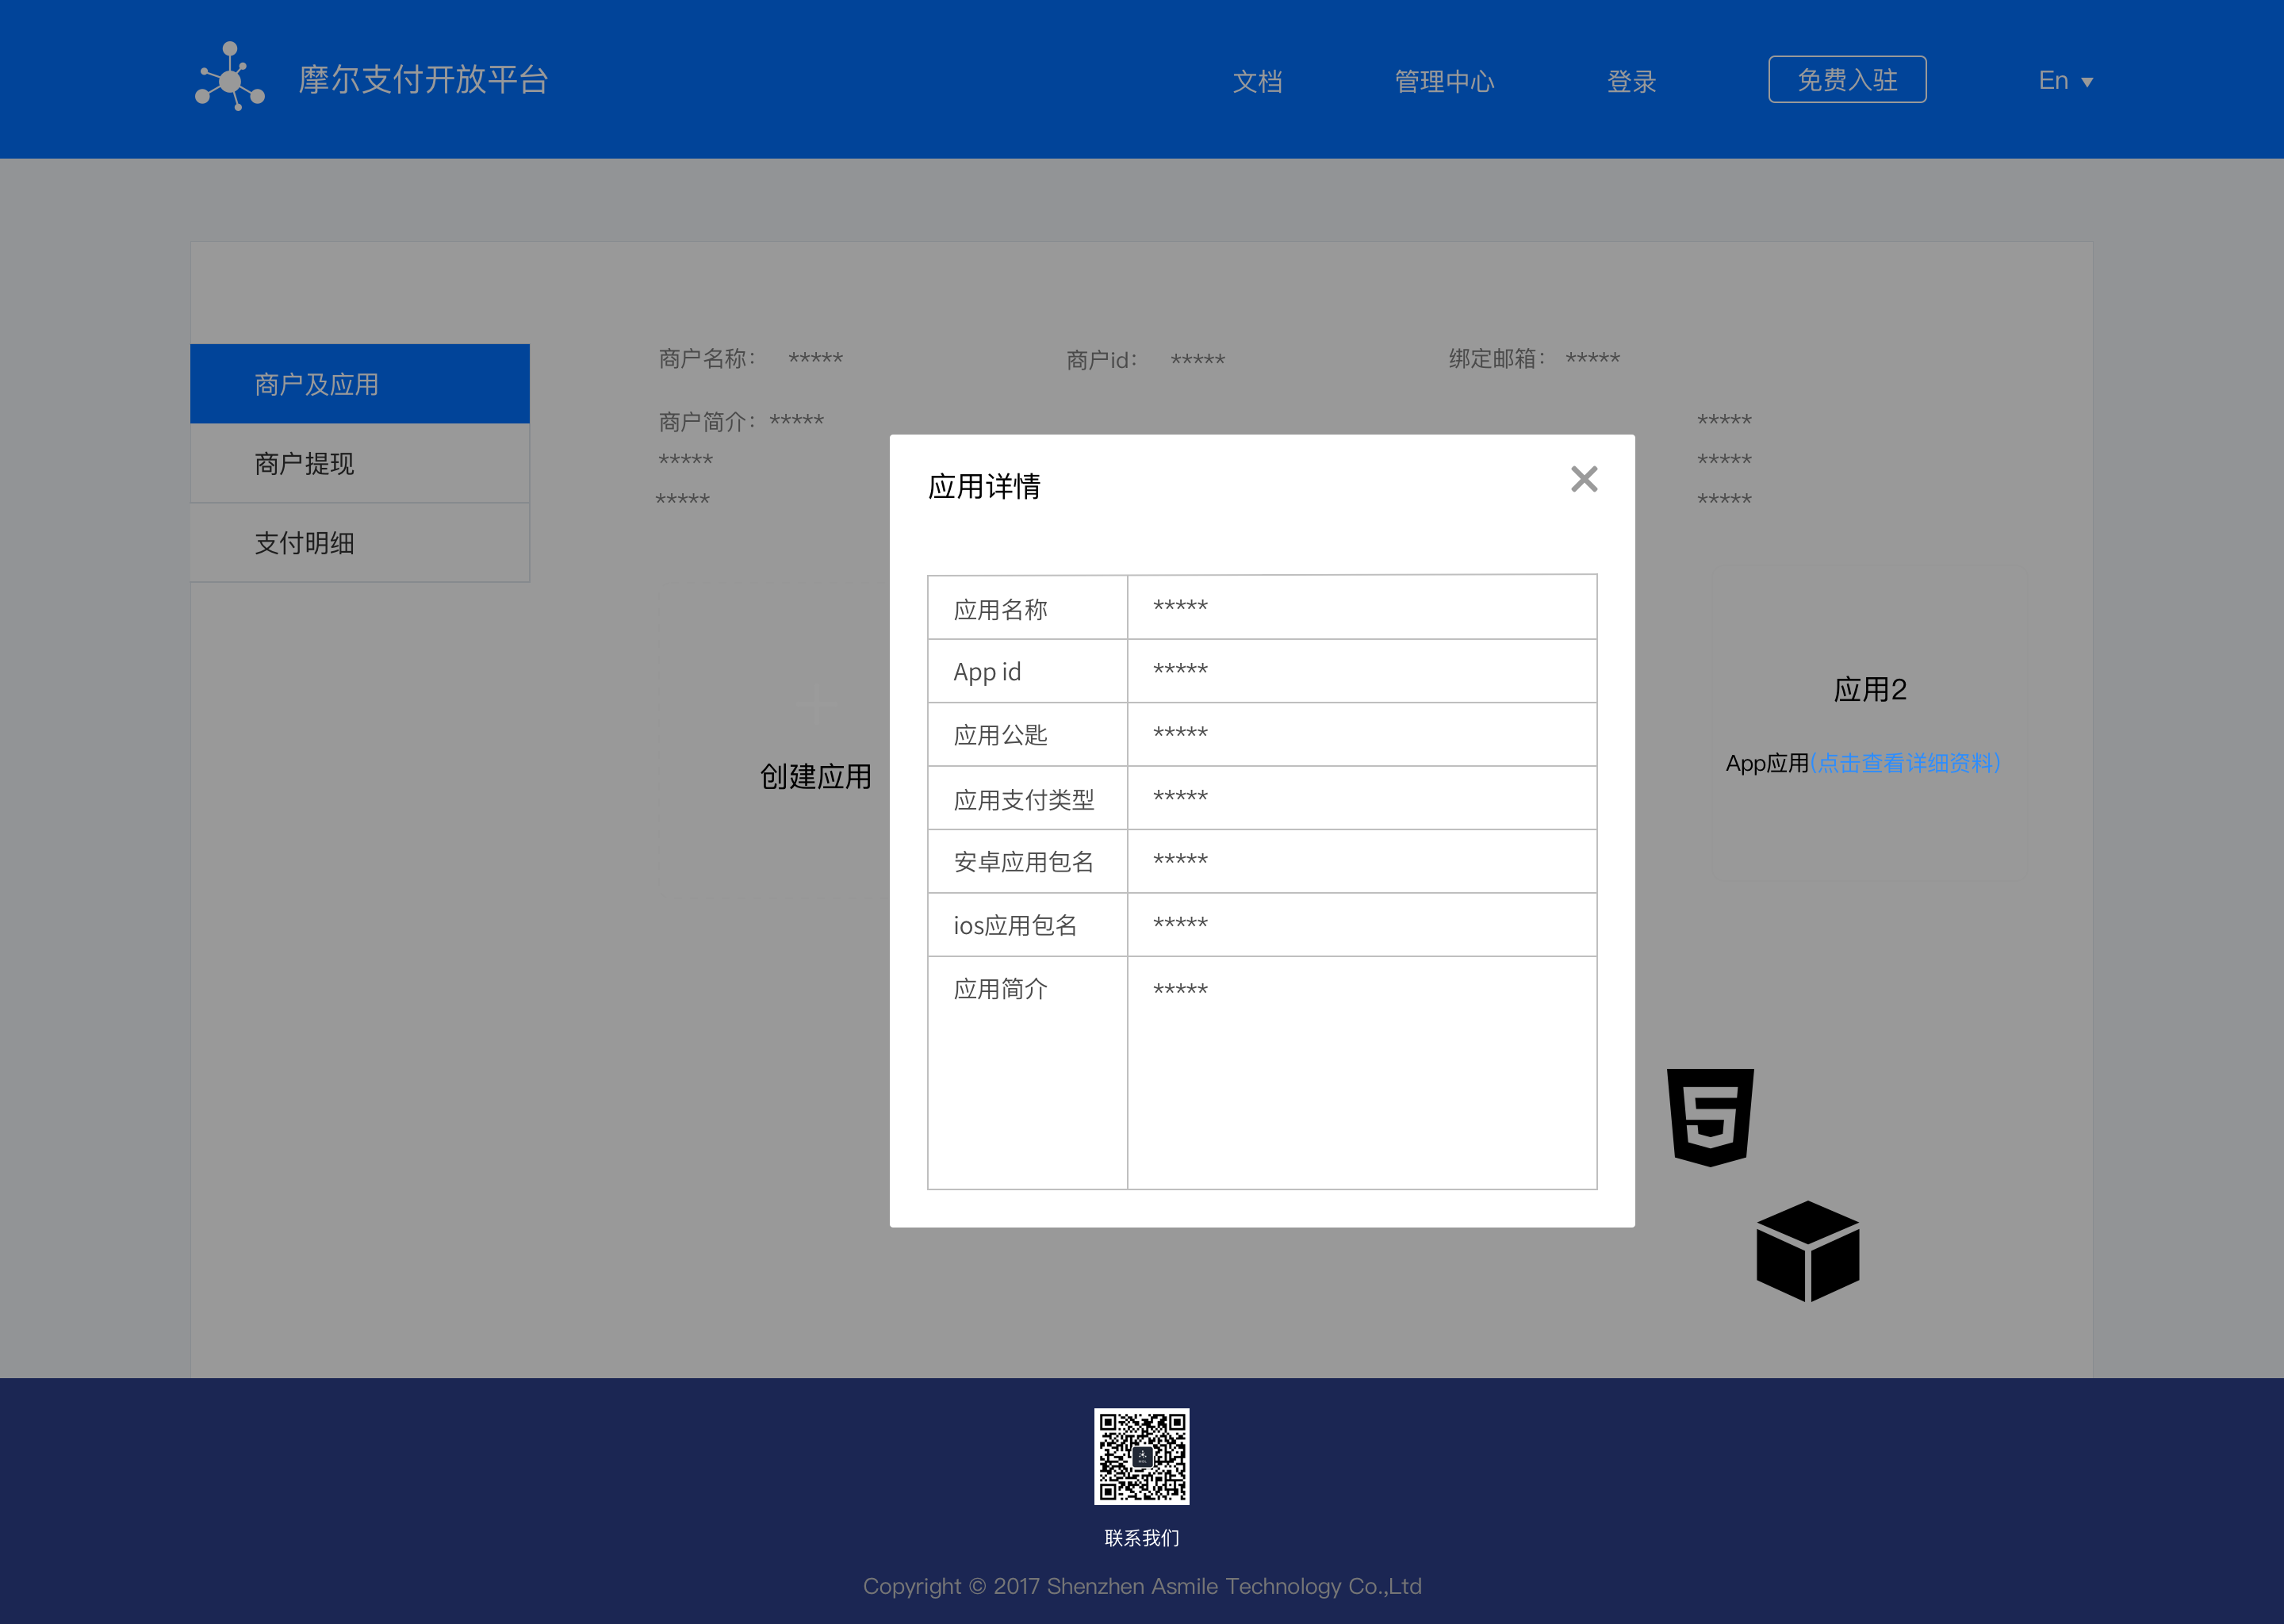 摩尔支付开放平台 文档 管理中心 登录 免费入驻 En
商户及应用
商户提现
支付明细
商户名称： ***** 商户id： ***** 绑定邮箱： *****
商户简介：***** *****
***** *****
***** *****
创建应用
应用2
App应用(点击查看详细资料)
应用详情
应用名称 *****
App id *****
应用公匙 *****
应用支付类型 *****
安卓应用包名 *****
ios应用包名 *****
应用简介 *****
联系我们
Copyright © 2017 Shenzhen Asmile Technology Co.,Ltd